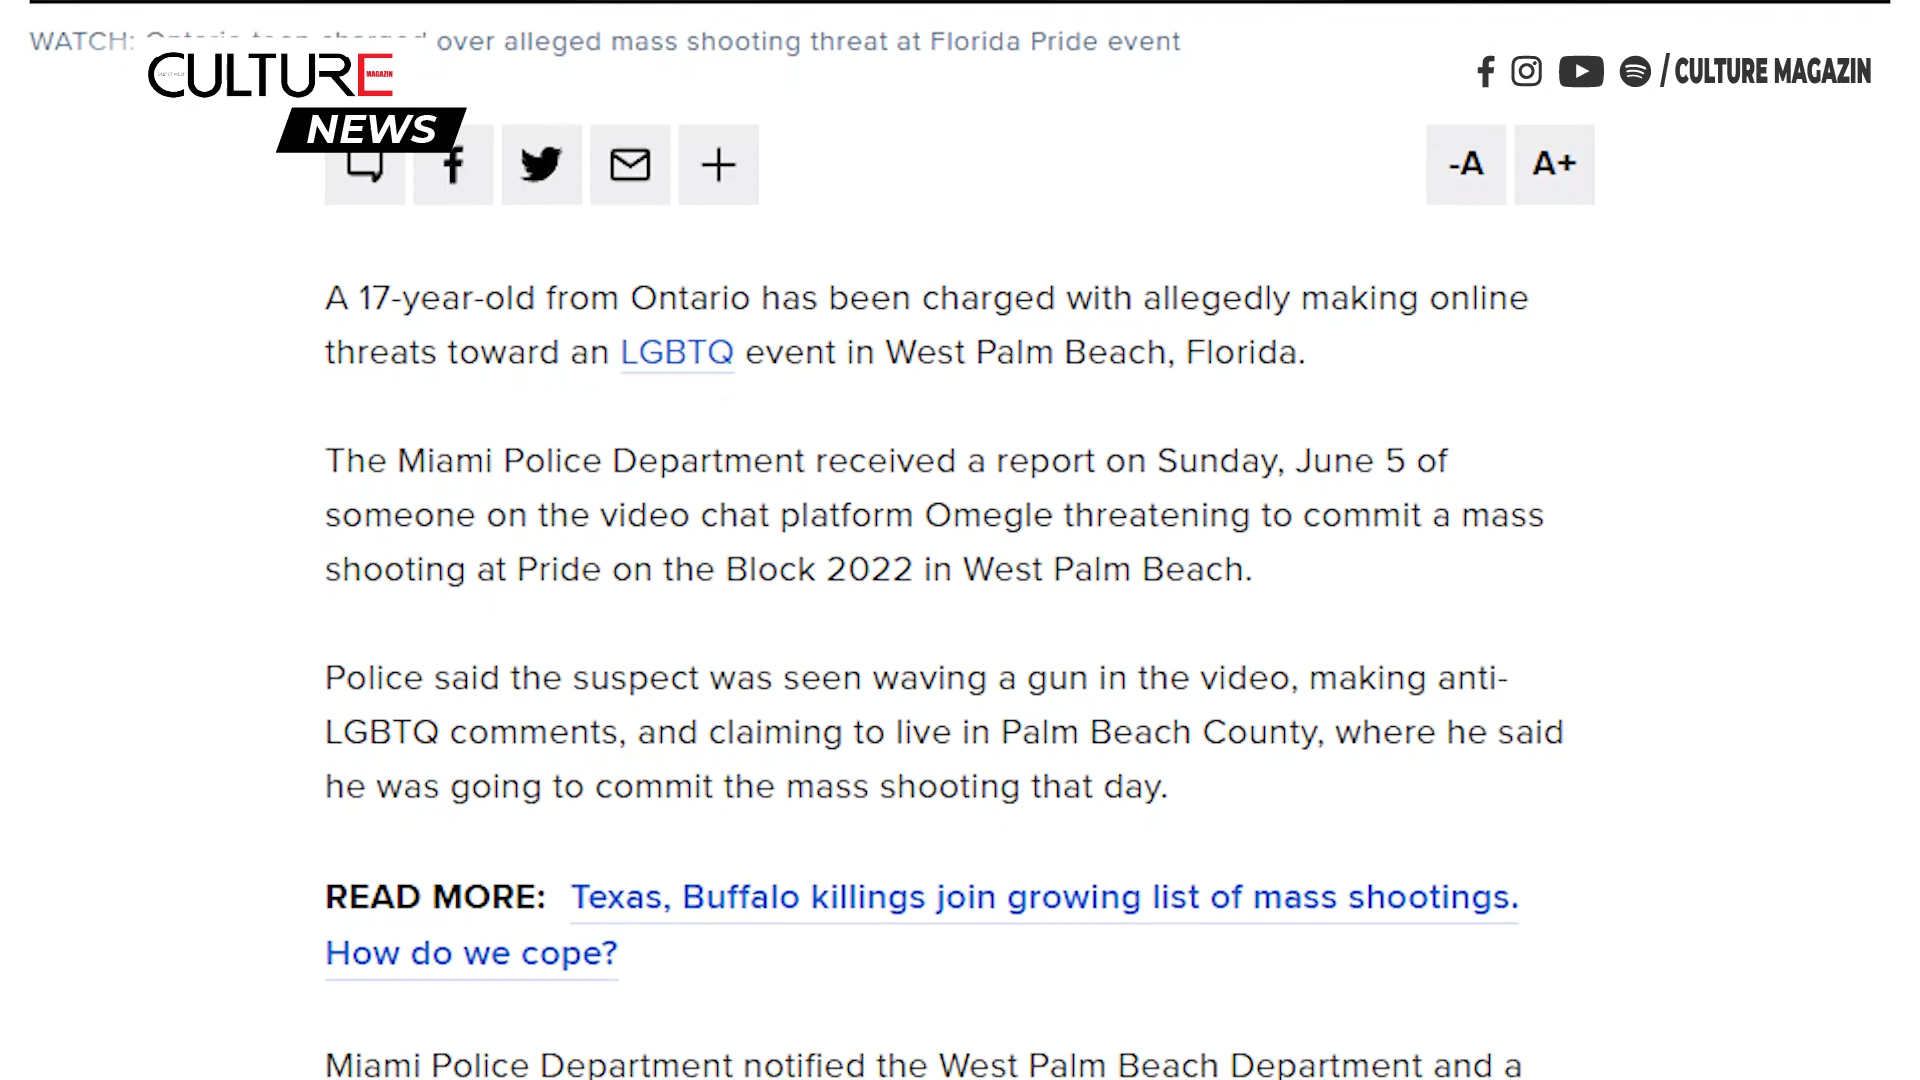 WATCH: Ontario teen charged over alleged mass shooting threat at Florida Pride event
CULTURE
MAGAZIN
NEWS
/ CULTURE MAGAZIN
-A
A+
A 17-year-old from Ontario has been charged with allegedly making online
threats toward an LGBTQ event in West Palm Beach, Florida.
The Miami Police Department received a report on Sunday, June 5 of
someone on the video chat platform Omegle threatening to commit a mass
shooting at Pride on the Block 2022 in West Palm Beach.
Police said the suspect was seen waving a gun in the video, making anti-
LGBTQ comments, and claiming to live in Palm Beach County, where he said
he was going to commit the mass shooting that day.
READ MORE: Texas, Buffalo killings join growing list of mass shootings.
How do we cope?
Miami Police Department notified the West Palm Beach Department and a